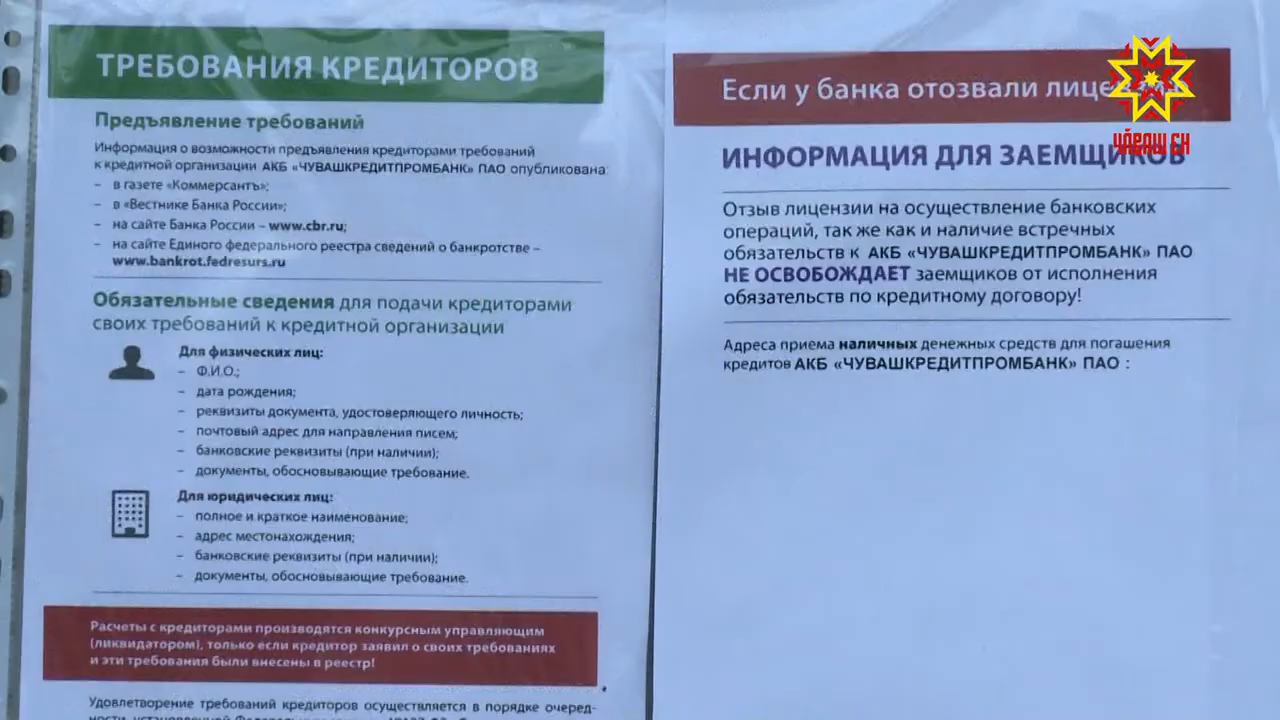 ТРЕБОВАНИЯ КРЕДИТОРОВ
Предъявление требований
Информация о возможности предъявления кредиторами требований
к кредитной организации АКБ «ЧУВАШКРЕДИТПРОМБАНК» ПАО опубликована:
– в газете «Коммерсантъ»;
– в «Вестнике Банка России»;
– на сайте Банка России – www.cbr.ru;
– на сайте Единого федерального реестра сведений о банкротстве –
www.bankrot.fedresurs.ru
Обязательные сведения для подачи кредиторами
своих требований к кредитной организации
Для физических лиц:
– Ф.И.О.;
– дата рождения;
– реквизиты документа, удостоверяющего личность;
– почтовый адрес для направления писем;
– банковские реквизиты (при наличии);
– документы, обосновывающие требование.
Для юридических лиц:
– полное и краткое наименование;
– адрес местонахождения;
– банковские реквизиты (при наличии);
– документы, обосновывающие требование.
Расчеты с кредиторами производятся конкурсным управляющим
(ликвидатором), только если кредитор заявил о своих требованиях
и эти требования были внесены в реестр!
Удовлетворение требований кредиторов осуществляется в порядке очеред-
Если у банка отозвали
ИНФОРМАЦИЯ ДЛЯ ЗАЕМЩИКОВ
Отзыв лицензии на осуществление банковских
операций, так же как и наличие встречных
обязательств к АКБ «ЧУВАШКРЕДИТПРОМБАНК» ПАО
НЕ ОСВОБОЖДАЕТ заемщиков от исполнения
обязательств по кредитному договору!
Адреса приема наличных денежных средств для погашения
кредитов АКБ «ЧУВАШКРЕДИТПРОМБАНК» ПАО :
ЧӐВАШ ЕН